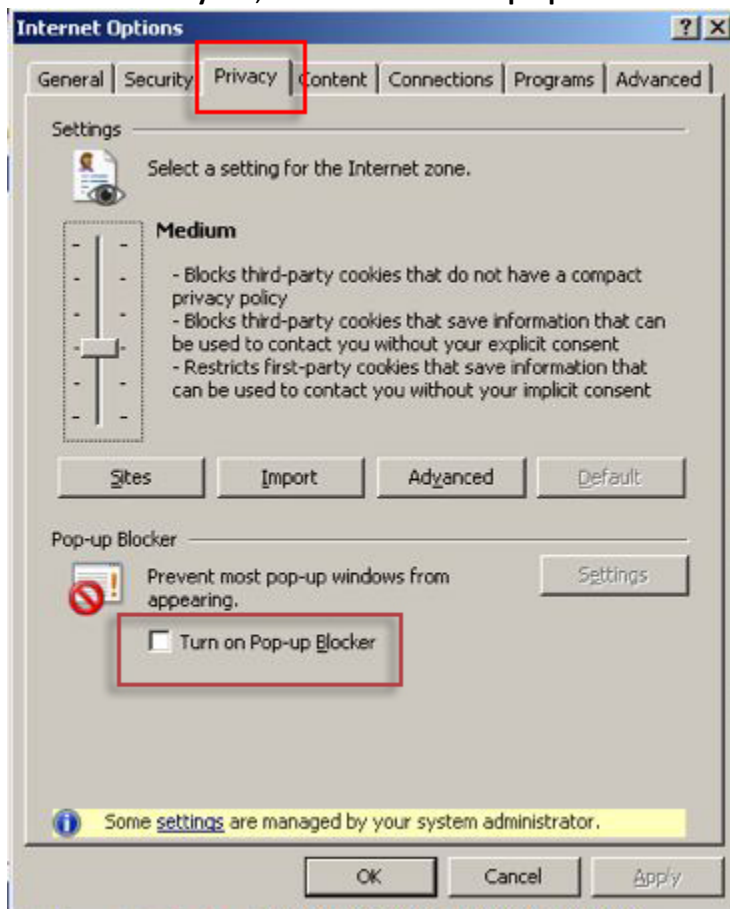 Internet Options
General Security Privacy Content Connections Programs Advanced
Settings
Select a setting for the Internet zone.
Medium
- Blocks third-party cookies that do not have a compact
privacy policy
- Blocks third-party cookies that save information that can
be used to contact you without your explicit consent
- Restricts first-party cookies that save information that
can be used to contact you without your implicit consent
Sites Import Advanced Default
Pop-up Blocker
Prevent most pop-up windows from
appearing.
Settings
Turn on Pop-up Blocker
Some settings are managed by your system administrator.
OK Cancel Apply